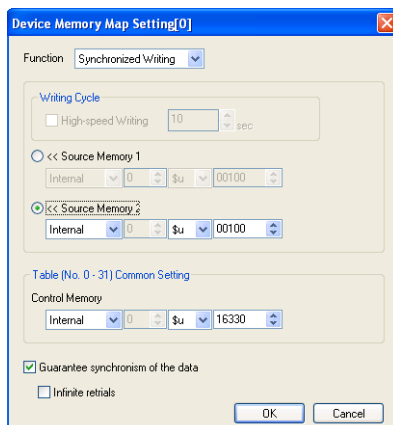 Device Memory Map Setting[0]
Function Synchronized Writing
Writing Cycle
High-speed Writing 10 sec
<< Source Memory 1
Internal 0 $u 00100
<< Source Memory 2
Internal 0 $u 00100
Table (No. 0 - 31) Common Setting
Control Memory
Internal 0 $u 16330
Guarantee synchronism of the data
Infinite retrials
OK Cancel